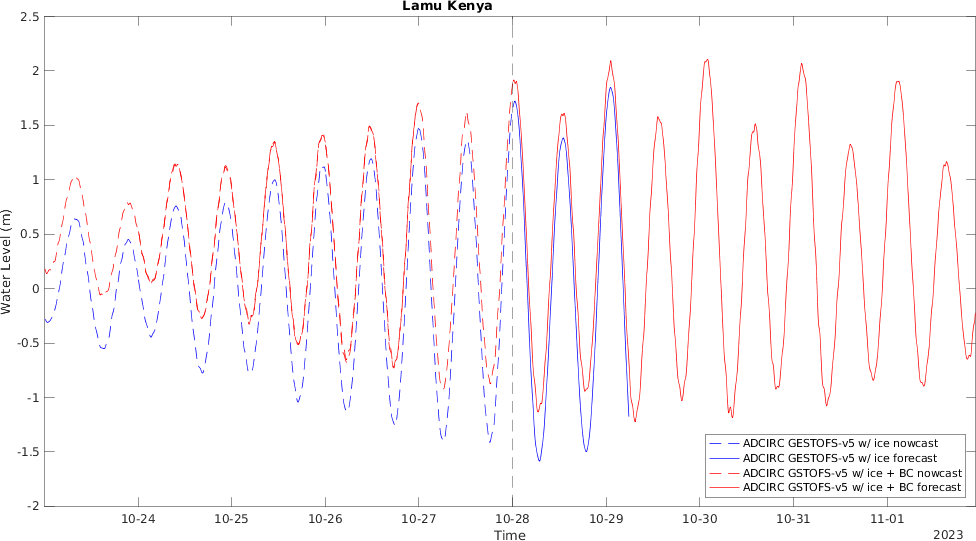 Lamu Kenya
2.5
2
1.5
1
0.5
0
-0.5
-1
-1.5
-2
Water Level (m)
10-24 10-25 10-26 10-27 10-28 10-29 10-30 10-31 11-01
Time
2023
ADCIRC GESTOFS-v5 w/ ice nowcast
ADCIRC GESTOFS-v5 w/ ice forecast
ADCIRC GSTOFS-v5 w/ ice + BC nowcast
ADCIRC GSTOFS-v5 w/ ice + BC forecast